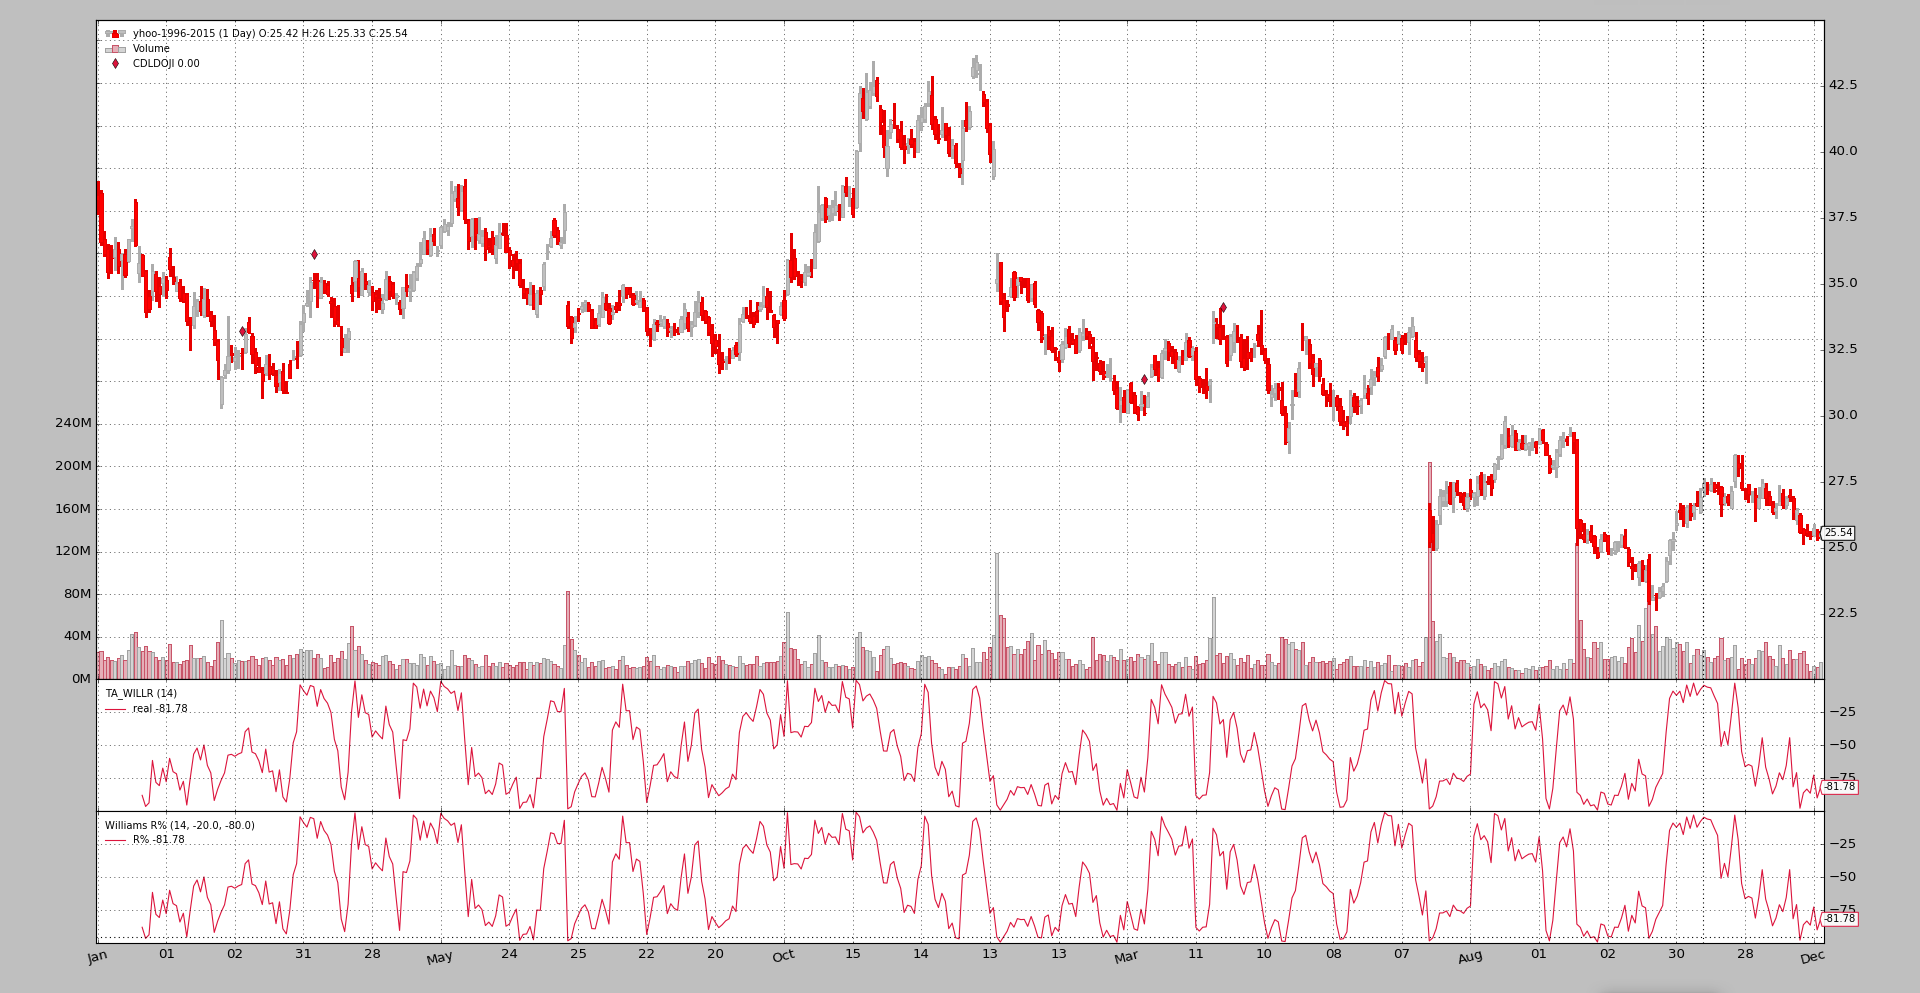 yhoo-1996-2015 (1 Day) O:25.42 H:26 L:25.33 C:25.54
Volume
CDLDOJI 0.00
42.5
40.0
37.5
35.0
32.5
30.0
27.5
25.54
25.0
22.5
240M
200M
160M
120M
80M
40M
0M
TA_WILLR (14)
real -81.78
−25
−50
−75
-81.78
Williams R% (14, -20.0, -80.0)
R% -81.78
−25
−50
−75
-81.78
Jan 01 02 31 28 May 24 25 22 20 Oct 15 14 13 13 Mar 11 10 08 07 Aug 01 02 30 28 Dec